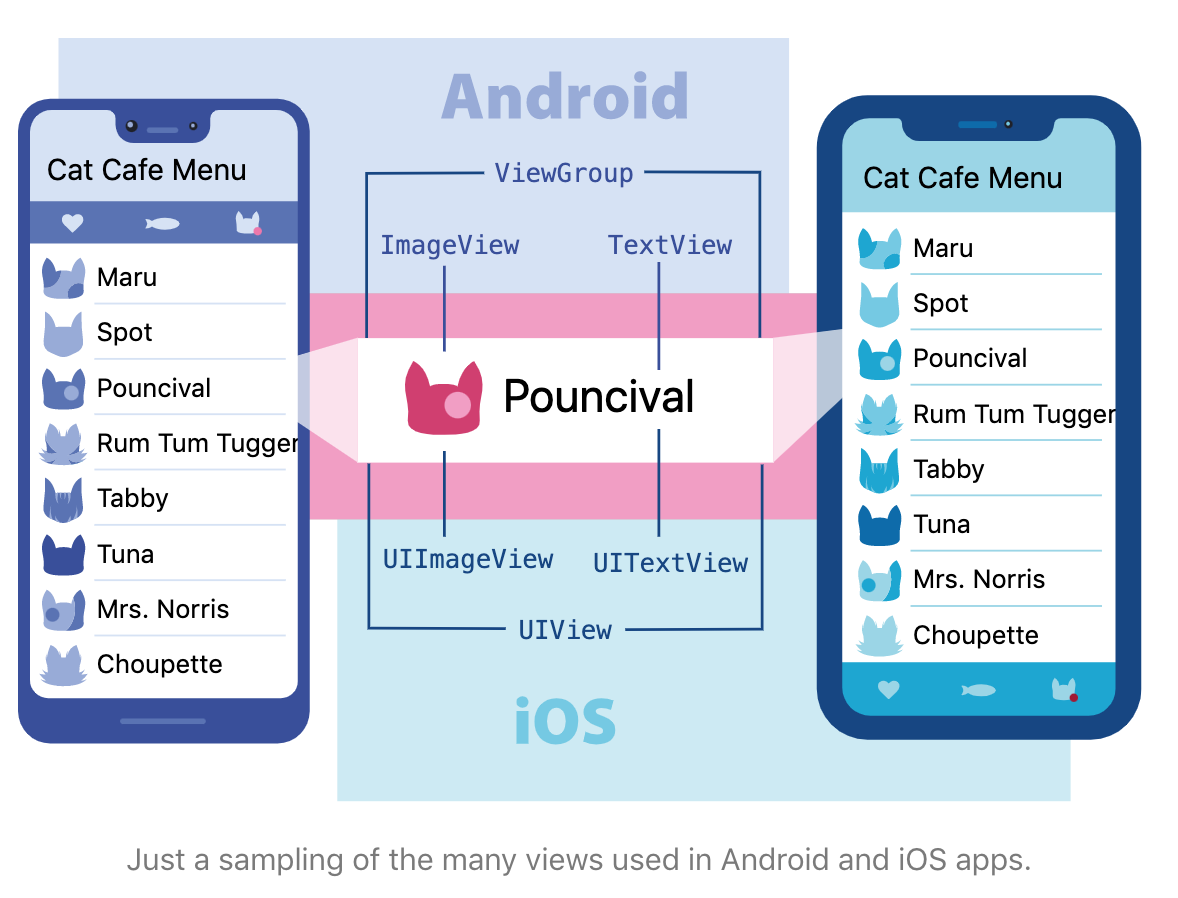 Android
Cat Cafe Menu
Maru
Spot
Pouncival
Rum Tum Tugger
Tabby
Tuna
Mrs. Norris
Choupette
ViewGroup
ImageView
TextView
Pouncival
UIImageView
UITextView
UIView
iOS
Cat Cafe Menu
Maru
Spot
Pouncival
Rum Tum Tugger
Tabby
Tuna
Mrs. Norris
Choupette
Just a sampling of the many views used in Android and iOS apps.